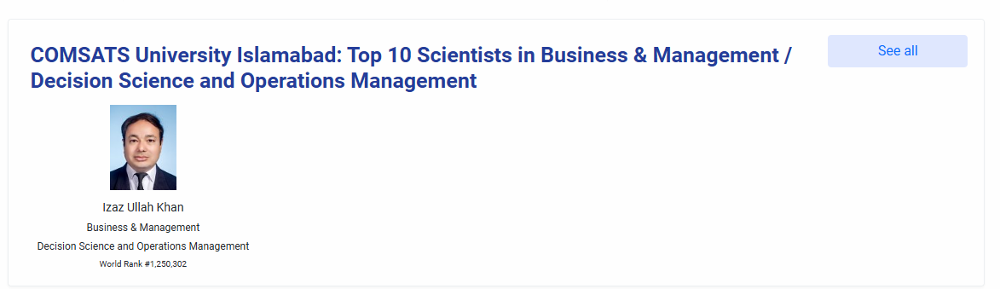 COMSATS University Islamabad: Top 10 Scientists in Business & Management /
Decision Science and Operations Management
See all
Izaz Ullah Khan
Business & Management
Decision Science and Operations Management
World Rank #1,250,302